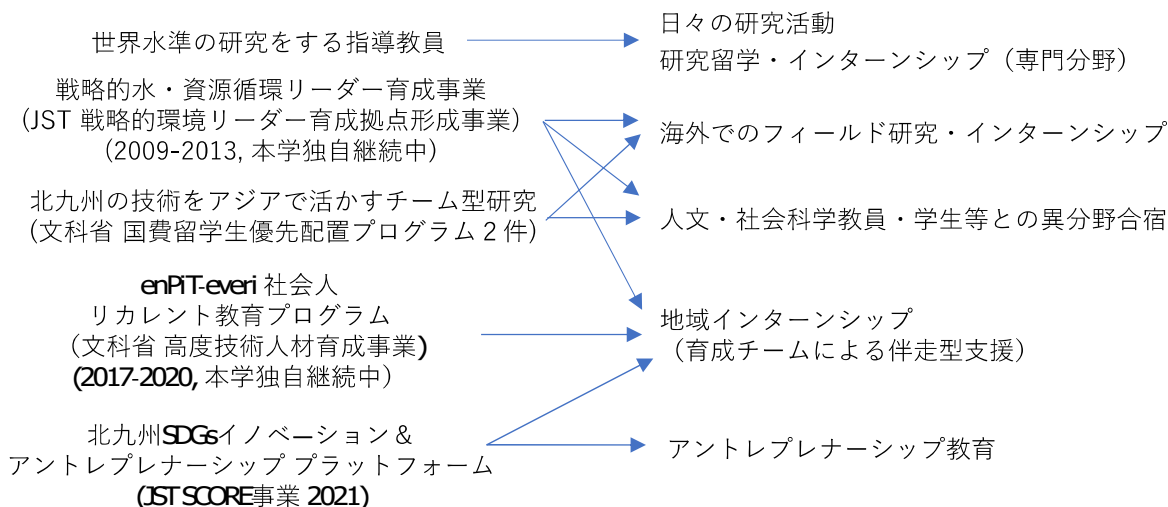 世界水準の研究をする指導教員
戦略的水・資源循環リーダー育成事業
(JST 戦略的環境リーダー育成拠点形成事業)
(2009-2013, 本学独自継続中)
北九州の技術をアジアで活かすチーム型研究
(文科省 国費留学生優先配置プログラム2件)
enPiT-everi 社会人
リカレント教育プログラム
（文科省 高度技術人材育成事業)
(2017-2020, 本学独自継続中）
北九州SDGsイノベーション＆
アントレプレナーシップ プラットフォーム
(JST SCORE事業 2021)
日々の研究活動
研究留学・インターンシップ（専門分野）
海外でのフィールド研究・インターンシップ
人文・社会科学教員・学生等との異分野合宿
地域インターンシップ
（育成チームによる伴走型支援）
アントレプレナーシップ教育